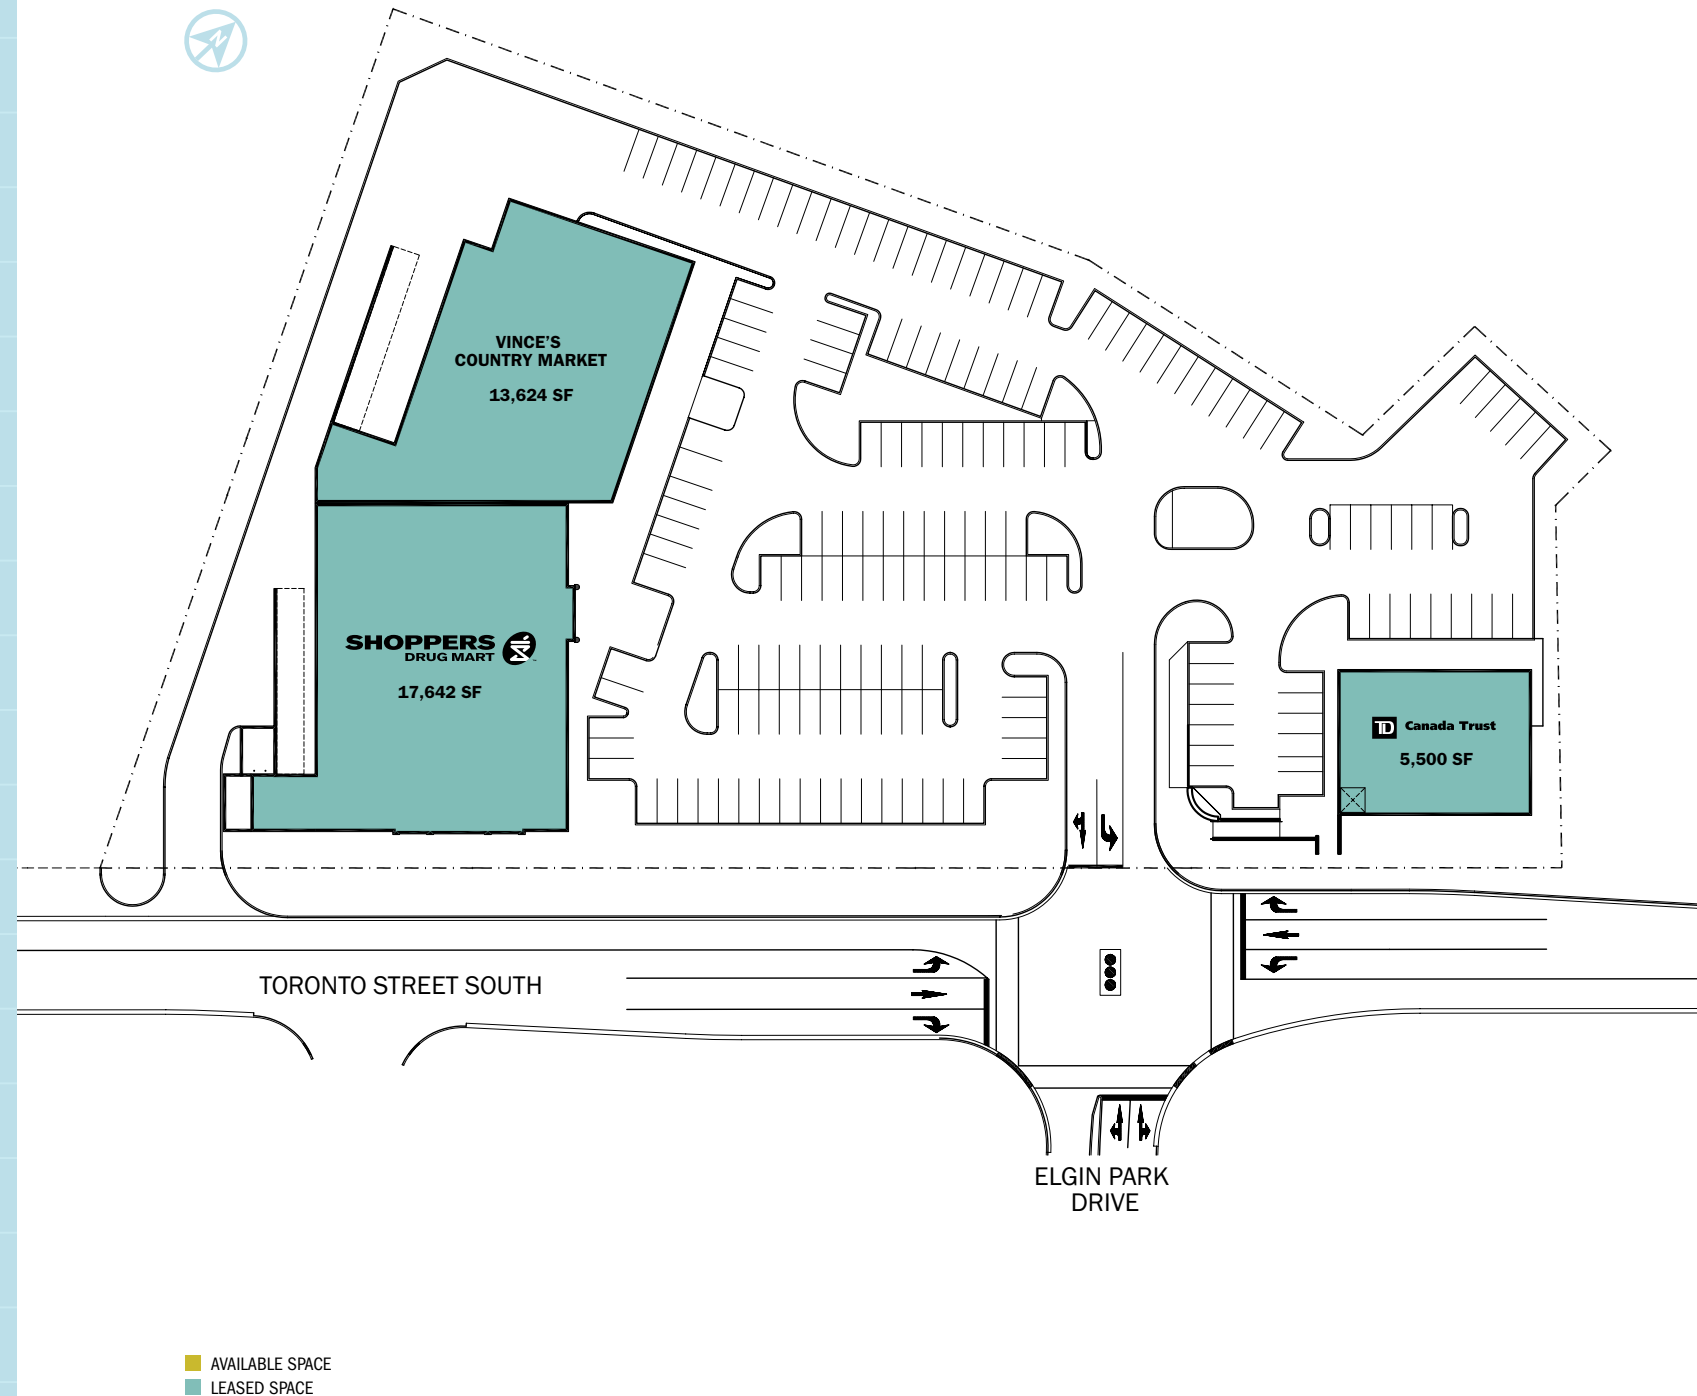 N
VINCE'S
COUNTRY MARKET
13,624 SF
SHOPPERS
DRUG MART
17,642 SF
TD Canada Trust
5,500 SF
TORONTO STREET SOUTH
ELGIN PARK
DRIVE
AVAILABLE SPACE
LEASED SPACE